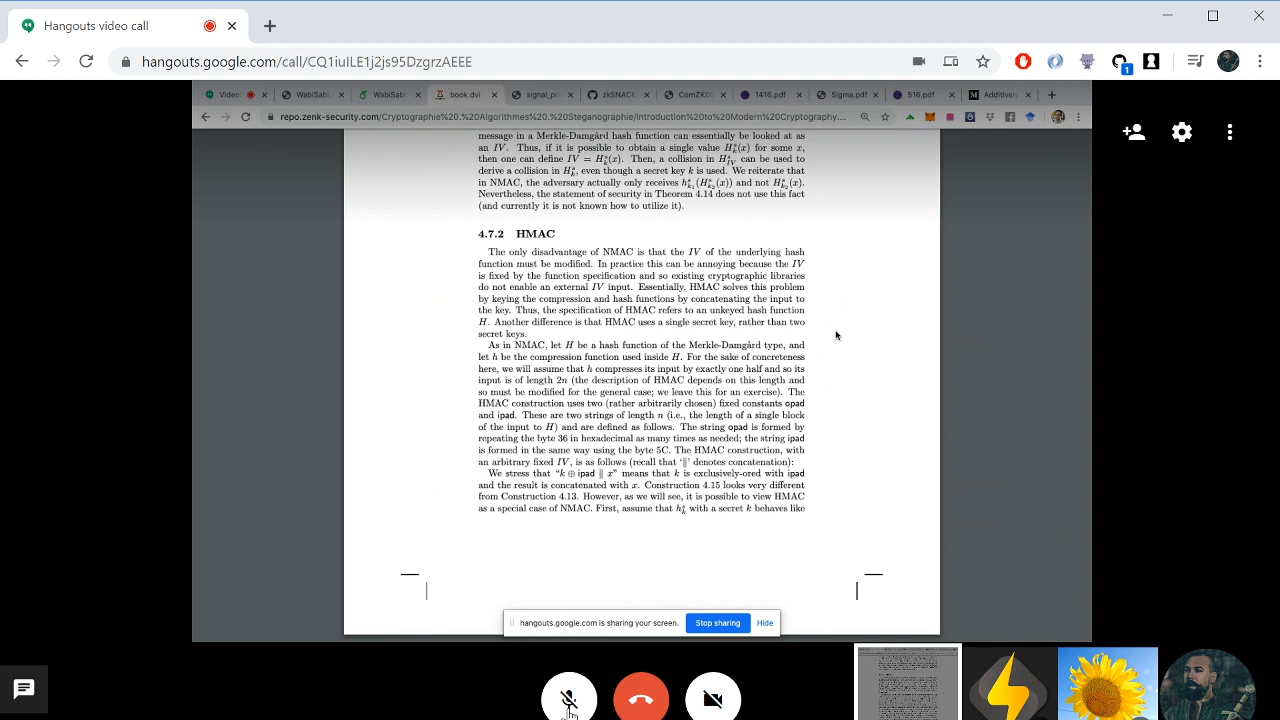 Hangouts video call
hangouts.google.com/call/CQ1iuILE1j2js95DzgrzAEEE
1
Video
WabiSabi
WabiSabi
book.dvi
signal_pr
zkSNACK
ComZK0
1416.pdf
Sigma.pdf
516.pdf
Additively
repo.zenk-security.com/Cryptographie%20.%20Algorithmes%20.%20Steganographie/Introduction%20to%20Modern%20Cryptography....
message in a Merkle-Damgård hash function can essentially be looked at as
an IV. Thus, if it is possible to obtain a single value H^s_k(x) for some x,
then one can define IV = H^s_k(x). Then, a collision in H^s_IV can be used to
derive a collision in H^s_k, even though a secret key k is used. We reiterate that
in NMAC, the adversary actually only receives h^s_k1(H^s_k2(x)) and not H^s_k2(x).
Nevertheless, the statement of security in Theorem 4.14 does not use this fact
(and currently it is not known how to utilize it).
4.7.2 HMAC
The only disadvantage of NMAC is that the IV of the underlying hash
function must be modified. In practice this can be annoying because the IV
is fixed by the function specification and so existing cryptographic libraries
do not enable an external IV input. Essentially, HMAC solves this problem
by keying the compression and hash functions by concatenating the input to
the key. Thus, the specification of HMAC refers to an unkeyed hash function
H. Another difference is that HMAC uses a single secret key, rather than two
secret keys.
As in NMAC, let H be a hash function of the Merkle-Damgård type, and
let h be the compression function used inside H. For the sake of concreteness
here, we will assume that h compresses its input by exactly one half and so its
input is of length 2n (the description of HMAC depends on this length and
so must be modified for the general case; we leave this for an exercise). The
HMAC construction uses two (rather arbitrarily chosen) fixed constants opad
and ipad. These are two strings of length n (i.e., the length of a single block
of the input to H) and are defined as follows. The string opad is formed by
repeating the byte 36 in hexadecimal as many times as needed; the string ipad
is formed in the same way using the byte 5C. The HMAC construction, with
an arbitrary fixed IV, is as follows (recall that '∥' denotes concatenation):
We stress that "k ⊕ ipad ∥ x" means that k is exclusively-ored with ipad
and the result is concatenated with x. Construction 4.15 looks very different
from Construction 4.13. However, as we will see, it is possible to view HMAC
as a special case of NMAC. First, assume that h^s_k with a secret k behaves like
hangouts.google.com is sharing your screen.
Stop sharing
Hide